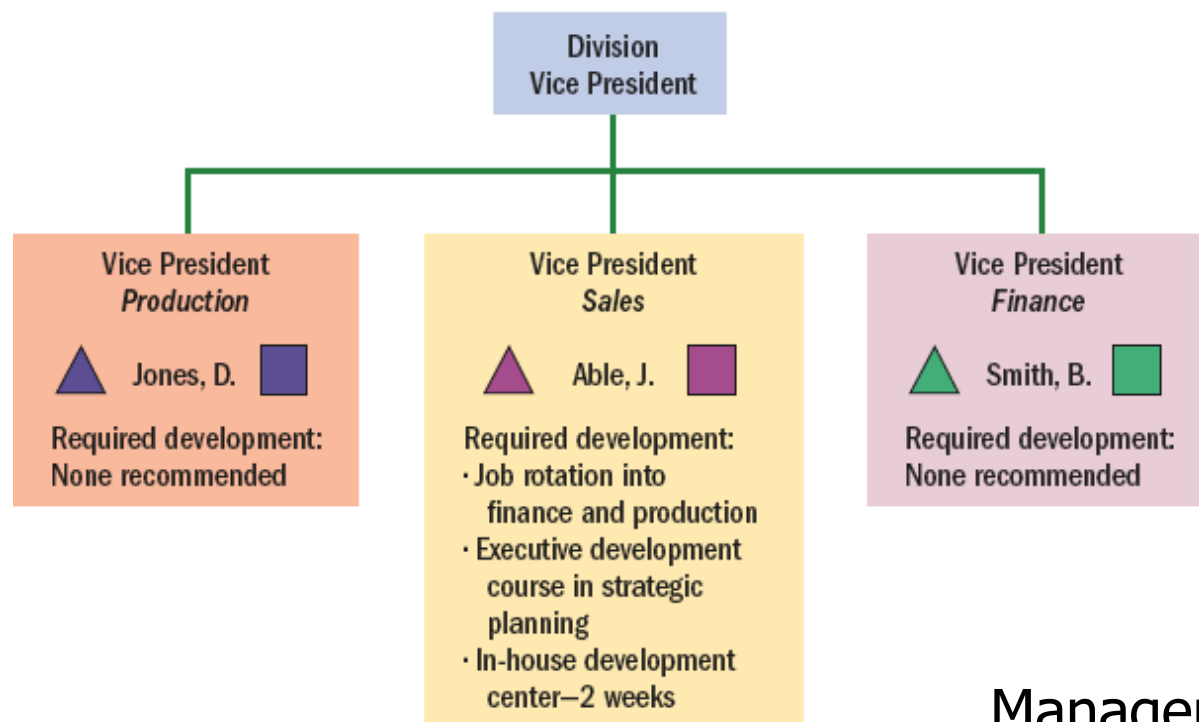 Division
Vice President
Vice President
Production
Jones, D.
Required development:
None recommended
Vice President
Sales
Able, J.
Required development:
· Job rotation into
finance and production
· Executive development
course in strategic
planning
· In-house development
center—2 weeks
Vice President
Finance
Smith, B.
Required development:
None recommended